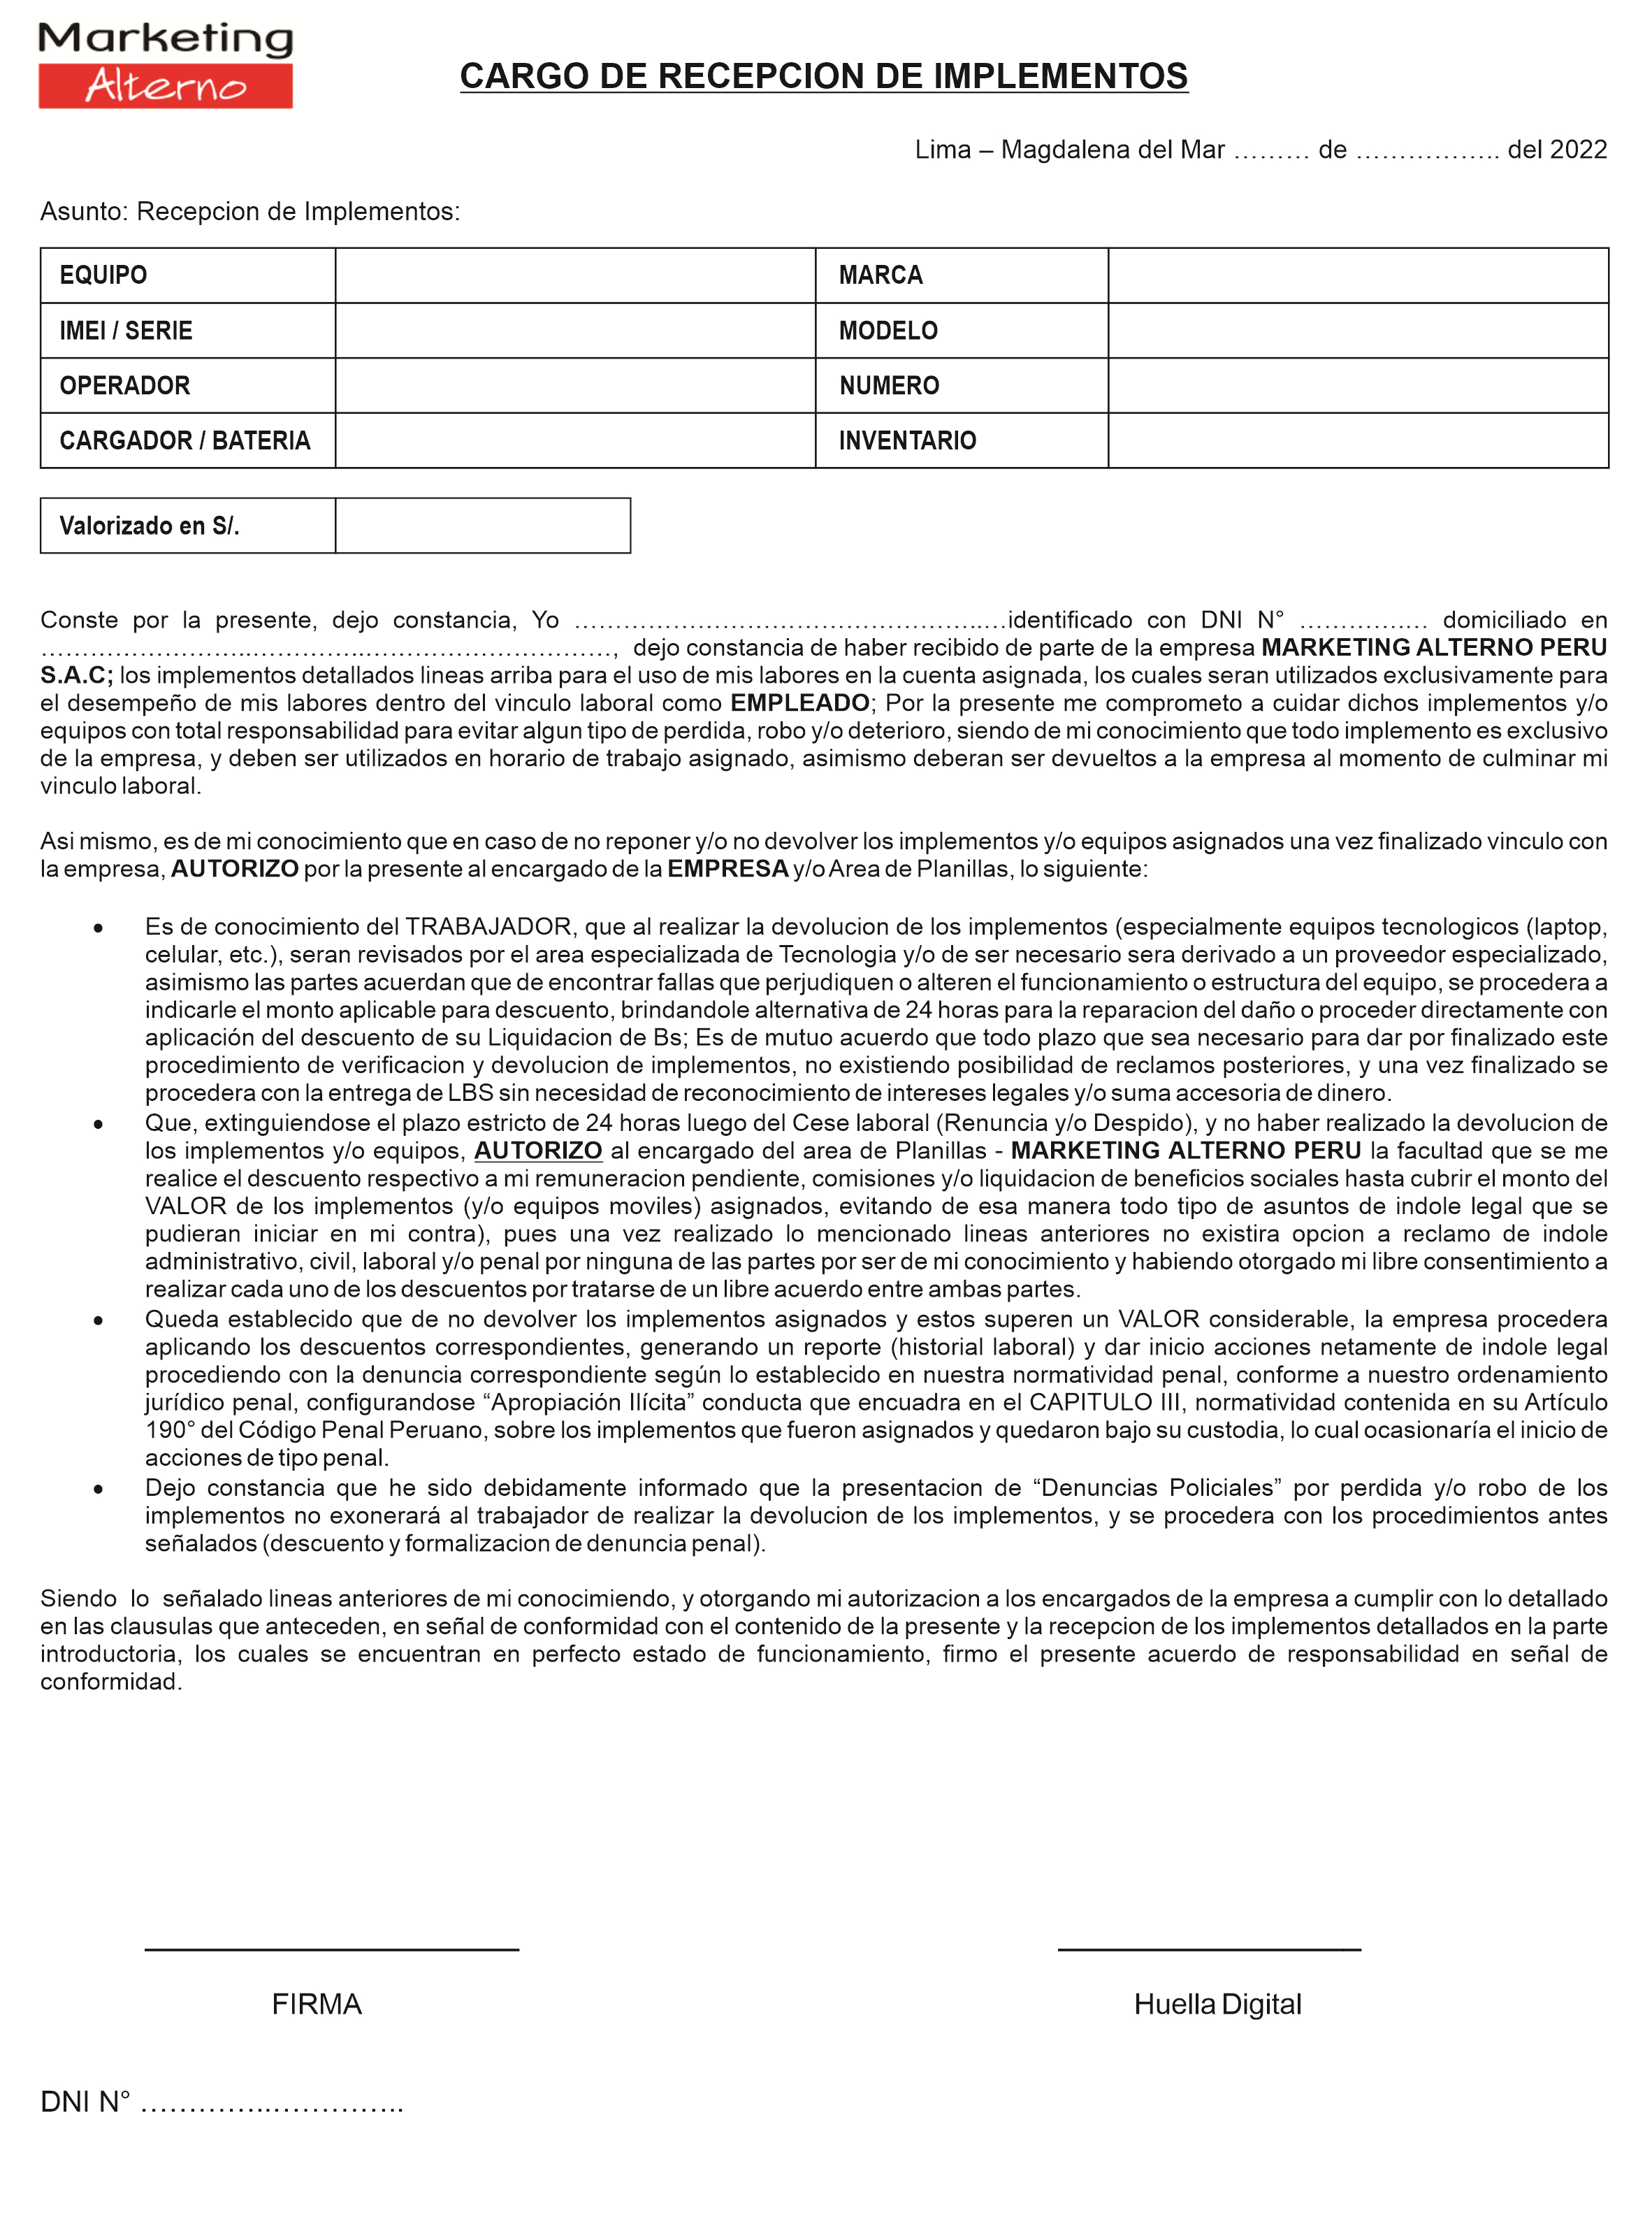 Marketing
Alterno
CARGO DE RECEPCION DE IMPLEMENTOS
Lima – Magdalena del Mar ……… de …………….. del 2022
Asunto: Recepcion de Implementos:
EQUIPO MARCA
IMEI / SERIE MODELO
OPERADOR NUMERO
CARGADOR / BATERIA INVENTARIO
Valorizado en S/.
Conste por la presente, dejo constancia, Yo …………………………………………..…identificado con DNI N° …………..… domiciliado en
……………………..…………..…………………………, dejo constancia de haber recibido de parte de la empresa MARKETING ALTERNO PERU
S.A.C; los implementos detallados lineas arriba para el uso de mis labores en la cuenta asignada, los cuales seran utilizados exclusivamente para
el desempeño de mis labores dentro del vinculo laboral como EMPLEADO; Por la presente me comprometo a cuidar dichos implementos y/o
equipos con total responsabilidad para evitar algun tipo de perdida, robo y/o deterioro, siendo de mi conocimiento que todo implemento es exclusivo
de la empresa, y deben ser utilizados en horario de trabajo asignado, asimismo deberan ser devueltos a la empresa al momento de culminar mi
vinculo laboral.
Asi mismo, es de mi conocimiento que en caso de no reponer y/o no devolver los implementos y/o equipos asignados una vez finalizado vinculo con
la empresa, AUTORIZO por la presente al encargado de la EMPRESA y/o Area de Planillas, lo siguiente:
• Es de conocimiento del TRABAJADOR, que al realizar la devolucion de los implementos (especialmente equipos tecnologicos (laptop,
celular, etc.), seran revisados por el area especializada de Tecnologia y/o de ser necesario sera derivado a un proveedor especializado,
asimismo las partes acuerdan que de encontrar fallas que perjudiquen o alteren el funcionamiento o estructura del equipo, se procedera a
indicarle el monto aplicable para descuento, brindandole alternativa de 24 horas para la reparacion del daño o proceder directamente con
aplicación del descuento de su Liquidacion de Bs; Es de mutuo acuerdo que todo plazo que sea necesario para dar por finalizado este
procedimiento de verificacion y devolucion de implementos, no existiendo posibilidad de reclamos posteriores, y una vez finalizado se
procedera con la entrega de LBS sin necesidad de reconocimiento de intereses legales y/o suma accesoria de dinero.
• Que, extinguiendose el plazo estricto de 24 horas luego del Cese laboral (Renuncia y/o Despido), y no haber realizado la devolucion de
los implementos y/o equipos, AUTORIZO al encargado del area de Planillas - MARKETING ALTERNO PERU la facultad que se me
realice el descuento respectivo a mi remuneracion pendiente, comisiones y/o liquidacion de beneficios sociales hasta cubrir el monto del
VALOR de los implementos (y/o equipos moviles) asignados, evitando de esa manera todo tipo de asuntos de indole legal que se
pudieran iniciar en mi contra), pues una vez realizado lo mencionado lineas anteriores no existira opcion a reclamo de indole
administrativo, civil, laboral y/o penal por ninguna de las partes por ser de mi conocimiento y habiendo otorgado mi libre consentimiento a
realizar cada uno de los descuentos por tratarse de un libre acuerdo entre ambas partes.
• Queda establecido que de no devolver los implementos asignados y estos superen un VALOR considerable, la empresa procedera
aplicando los descuentos correspondientes, generando un reporte (historial laboral) y dar inicio acciones netamente de indole legal
procediendo con la denuncia correspondiente según lo establecido en nuestra normatividad penal, conforme a nuestro ordenamiento
jurídico penal, configurandose “Apropiación Ilícita” conducta que encuadra en el CAPITULO III, normatividad contenida en su Artículo
190° del Código Penal Peruano, sobre los implementos que fueron asignados y quedaron bajo su custodia, lo cual ocasionaría el inicio de
acciones de tipo penal.
• Dejo constancia que he sido debidamente informado que la presentacion de “Denuncias Policiales” por perdida y/o robo de los
implementos no exonerará al trabajador de realizar la devolucion de los implementos, y se procedera con los procedimientos antes
señalados (descuento y formalizacion de denuncia penal).
Siendo lo señalado lineas anteriores de mi conocimiendo, y otorgando mi autorizacion a los encargados de la empresa a cumplir con lo detallado
en las clausulas que anteceden, en señal de conformidad con el contenido de la presente y la recepcion de los implementos detallados en la parte
introductoria, los cuales se encuentran en perfecto estado de funcionamiento, firmo el presente acuerdo de responsabilidad en señal de
conformidad.
FIRMA Huella Digital
DNI N° …………..…………..